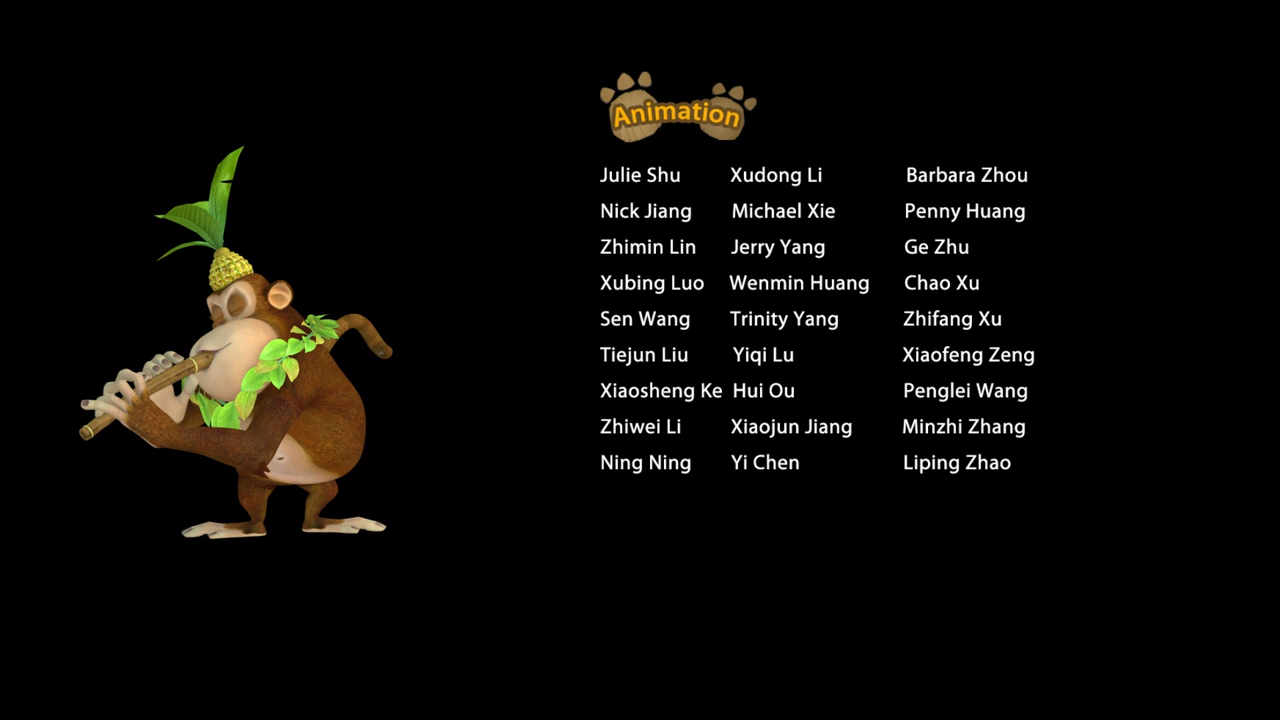 Animation
Julie Shu Xudong Li Barbara Zhou
Nick Jiang Michael Xie Penny Huang
Zhimin Lin Jerry Yang Ge Zhu
Xubing Luo Wenmin Huang Chao Xu
Sen Wang Trinity Yang Zhifang Xu
Tiejun Liu Yiqi Lu Xiaofeng Zeng
Xiaosheng Ke Hui Ou Penglei Wang
Zhiwei Li Xiaojun Jiang Minzhi Zhang
Ning Ning Yi Chen Liping Zhao